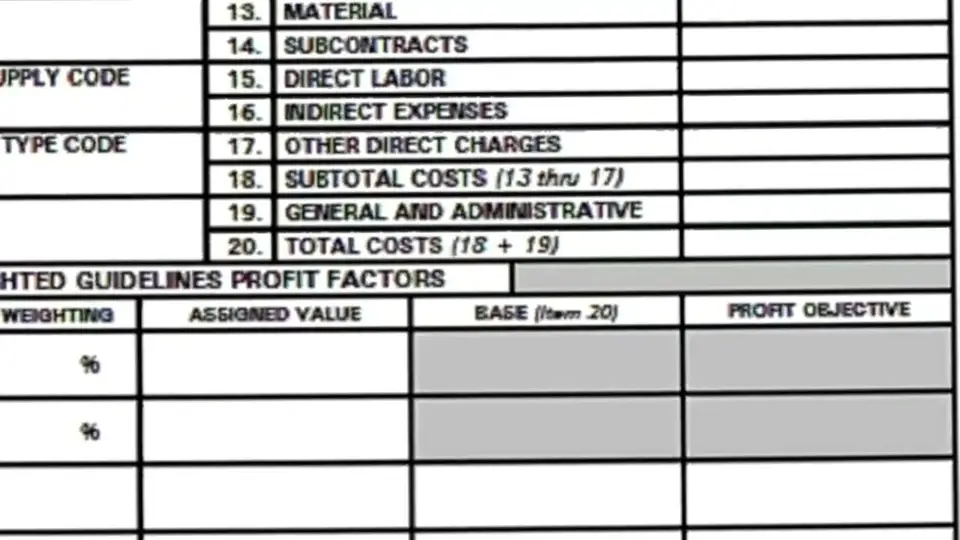 13. MATERIAL
14. SUBCONTRACTS
UPPLY CODE 15. DIRECT LABOR
16. INDIRECT EXPENSES
TYPE CODE 17. OTHER DIRECT CHARGES
18. SUBTOTAL COSTS (13 thru 17)
19. GENERAL AND ADMINISTRATIVE
20. TOTAL COSTS (18 + 19)
HTED GUIDELINES PROFIT FACTORS
WEIGHTING ASSIGNED VALUE BASE (Item 20) PROFIT OBJECTIVE
%
%